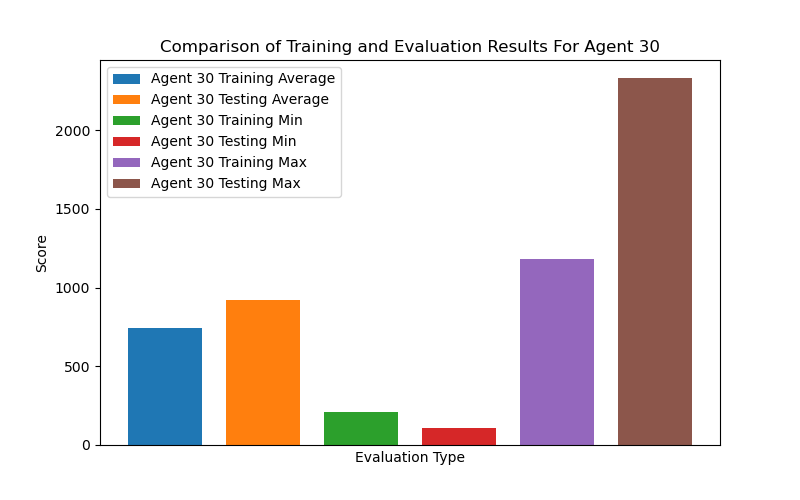 Comparison of Training and Evaluation Results For Agent 30
Agent 30 Training Average
Agent 30 Testing Average
Agent 30 Training Min
Agent 30 Testing Min
Agent 30 Training Max
Agent 30 Testing Max
2000
1500
1000
500
0
Score
Evaluation Type